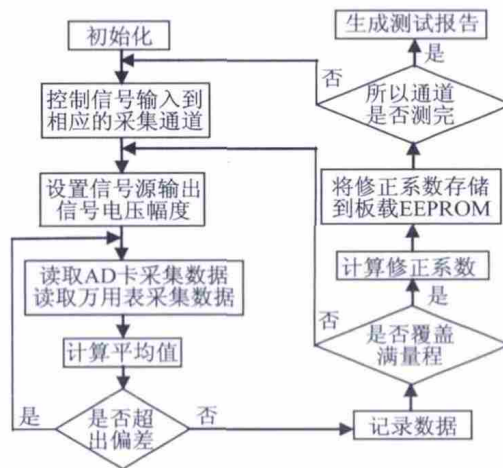 初始化
控制信号输入到
相应的采集通道
设置信号源输出
信号电压幅度
读取AD卡采集数据
读取万用表采集数据
计算平均值
是否超
出偏差
是
否
记录数据
是否覆盖
满量程
否
是
计算修正系数
将修正系数存储
到板载EEPROM
所以通道
是否测完
否
是
生成测试报告